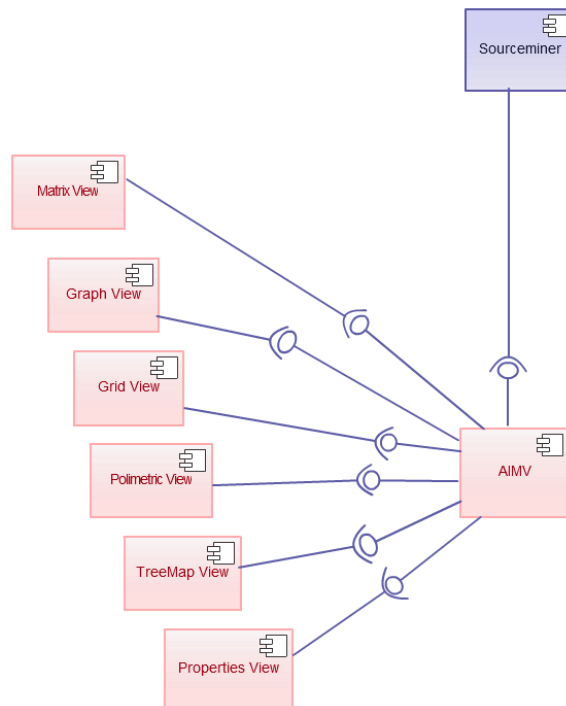 Sourceminer
Matrix View
Graph View
Grid View
AIMV
Polimetric View
TreeMap View
Properties View